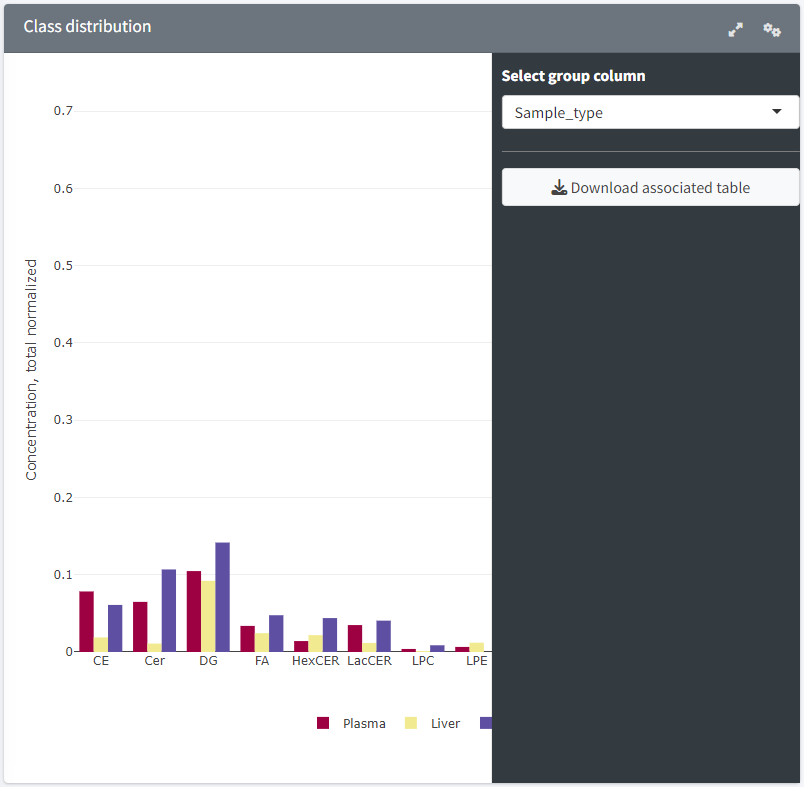 Class distribution
Select group column
Sample_type
Download associated table
Concentration, total normalized
0.7
0.6
0.5
0.4
0.3
0.2
0.1
0
CE Cer DG FA HexCER LacCER LPC LPE
Plasma Liver